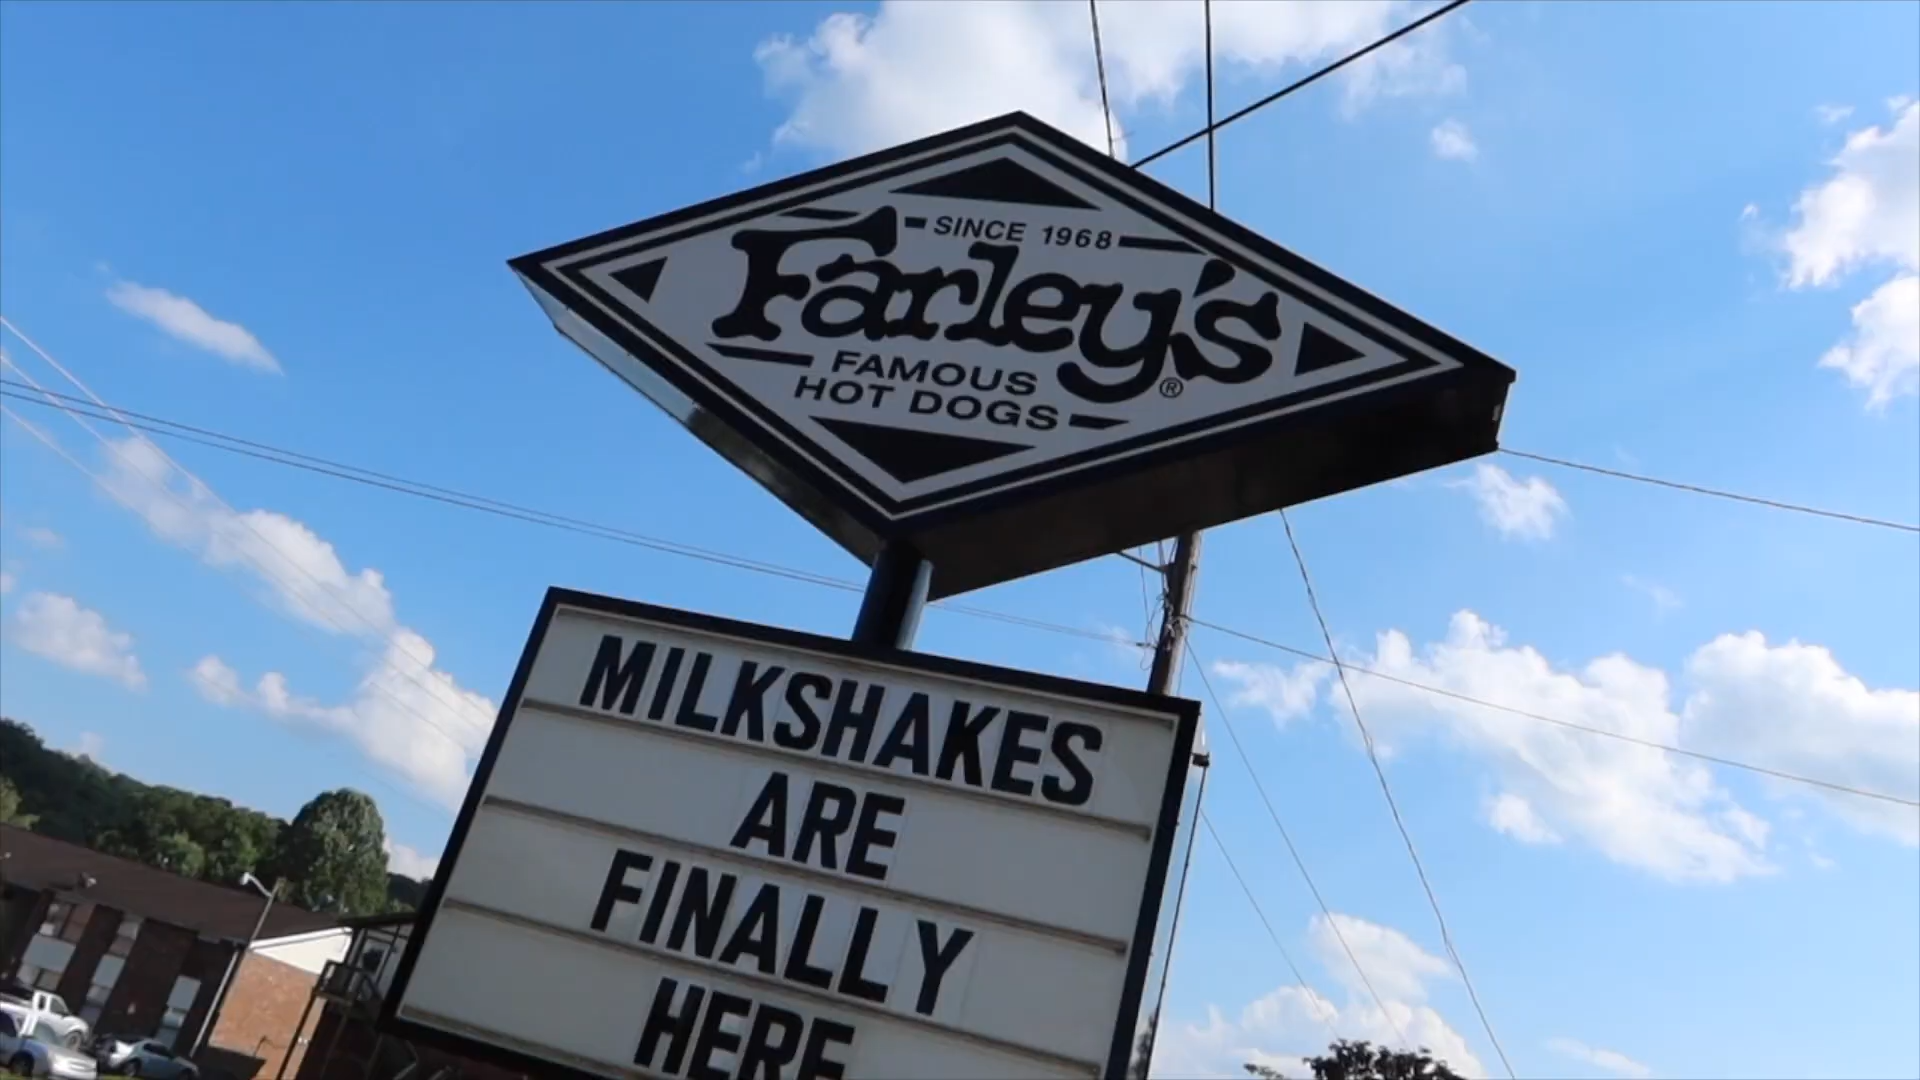 SINCE 1968
Farley's
FAMOUS
HOT DOGS
®
MILKSHAKES
ARE
FINALLY
HERE